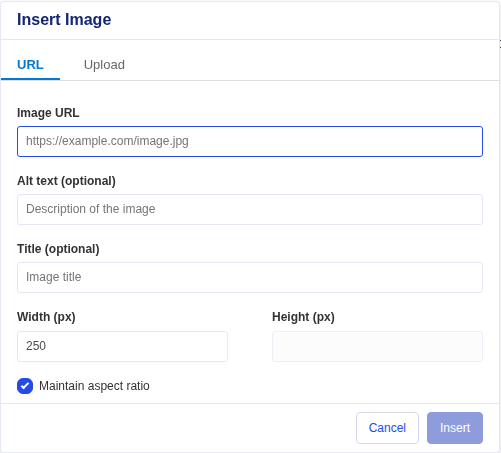 Insert Image
URL Upload
Image URL
https://example.com/image.jpg
Alt text (optional)
Description of the image
Title (optional)
Image title
Width (px) Height (px)
250
Maintain aspect ratio
Cancel Insert